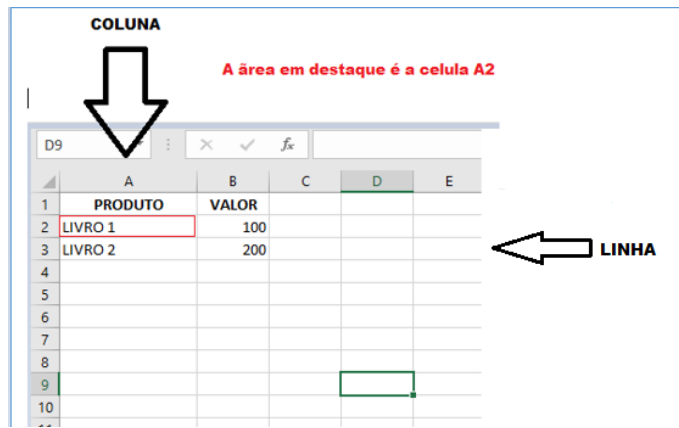 COLUNA
A ãrea em destaque é a celula A2
D9 fx
A B C D E
1 PRODUTO VALOR
2 LIVRO 1 100
3 LIVRO 2 200
LINHA
4
5
6
7
8
9
10